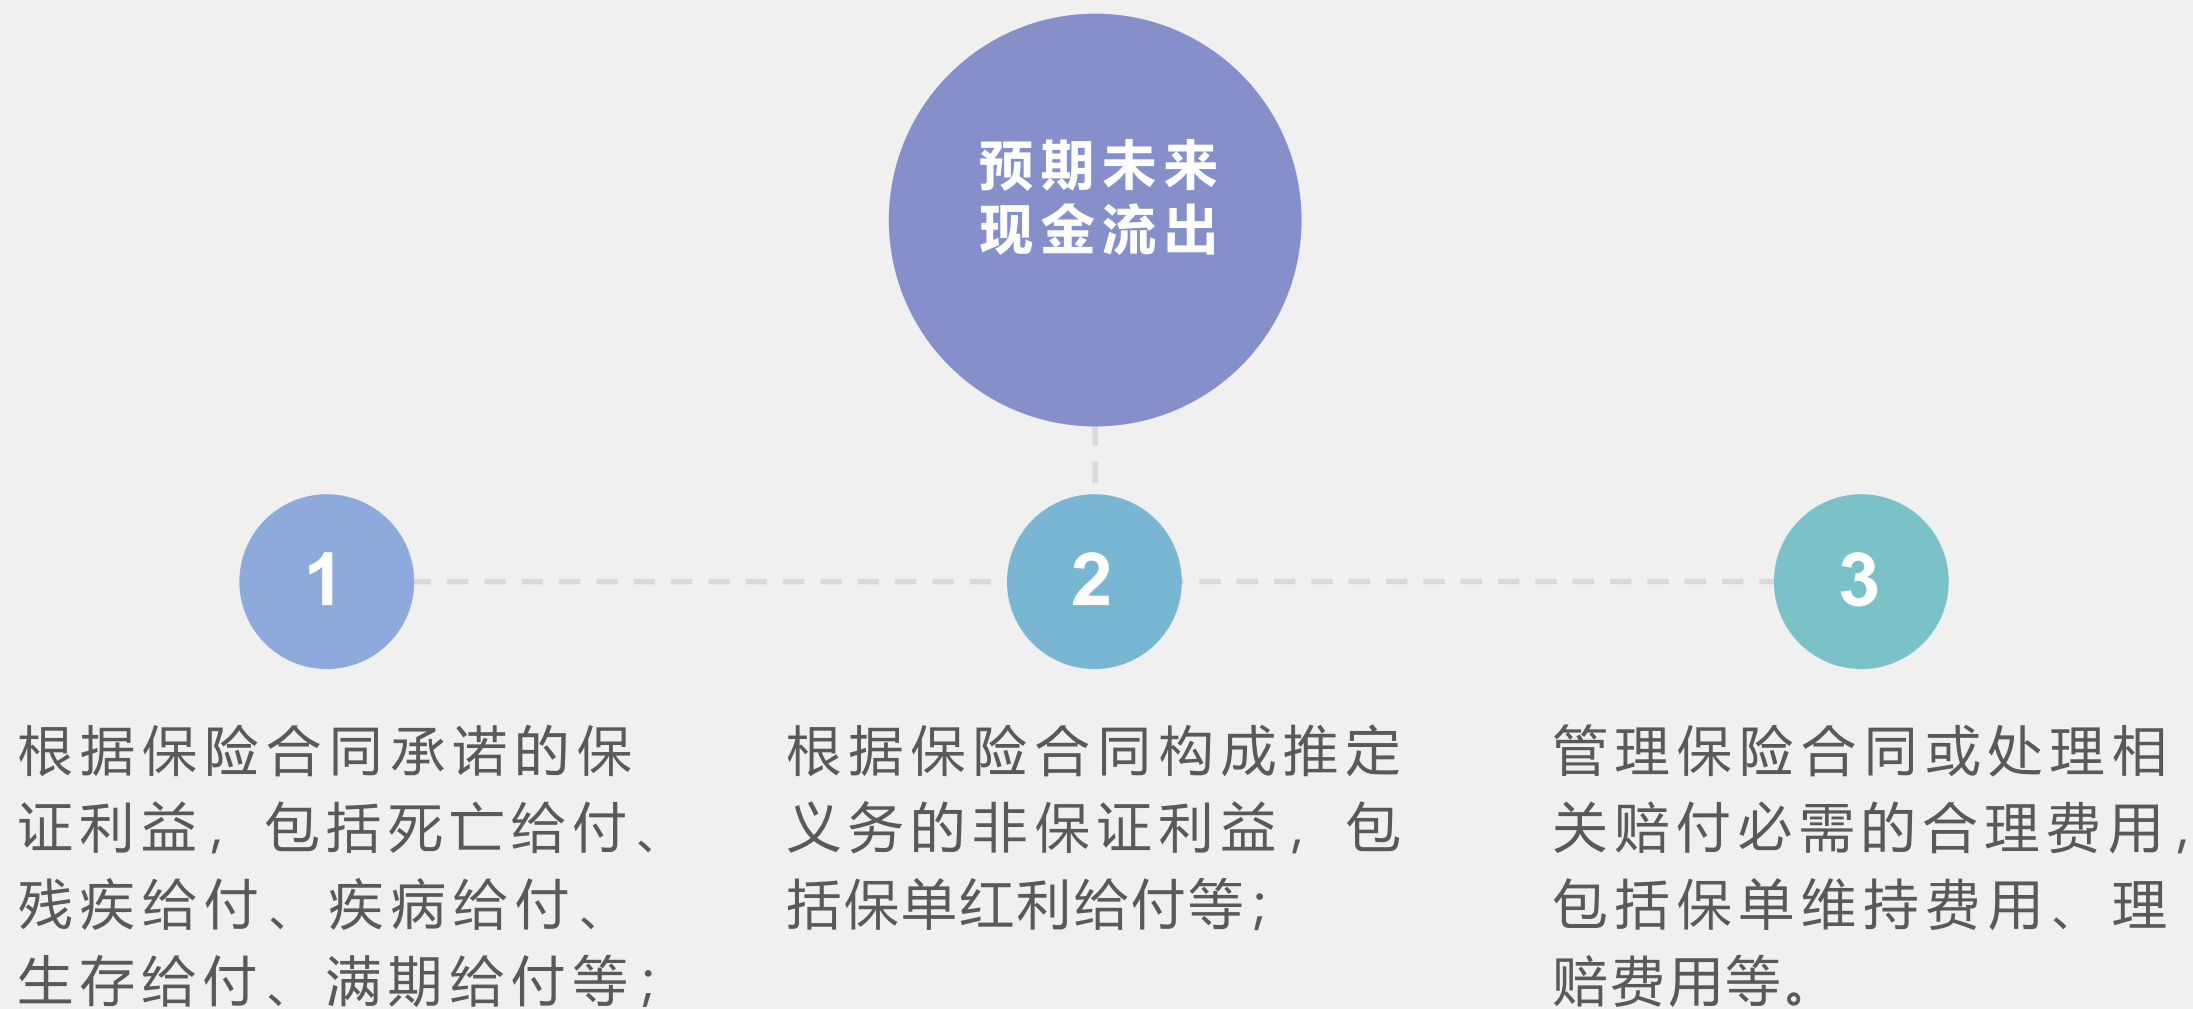 预期未来
现金流出
1
2
3
根据保险合同承诺的保
证利益，包括死亡给付、
残疾给付、疾病给付、
生存给付、满期给付等；
根据保险合同构成推定
义务的非保证利益，包
括保单红利给付等；
管理保险合同或处理相
关赔付必需的合理费用，
包括保单维持费用、理
赔费用等。